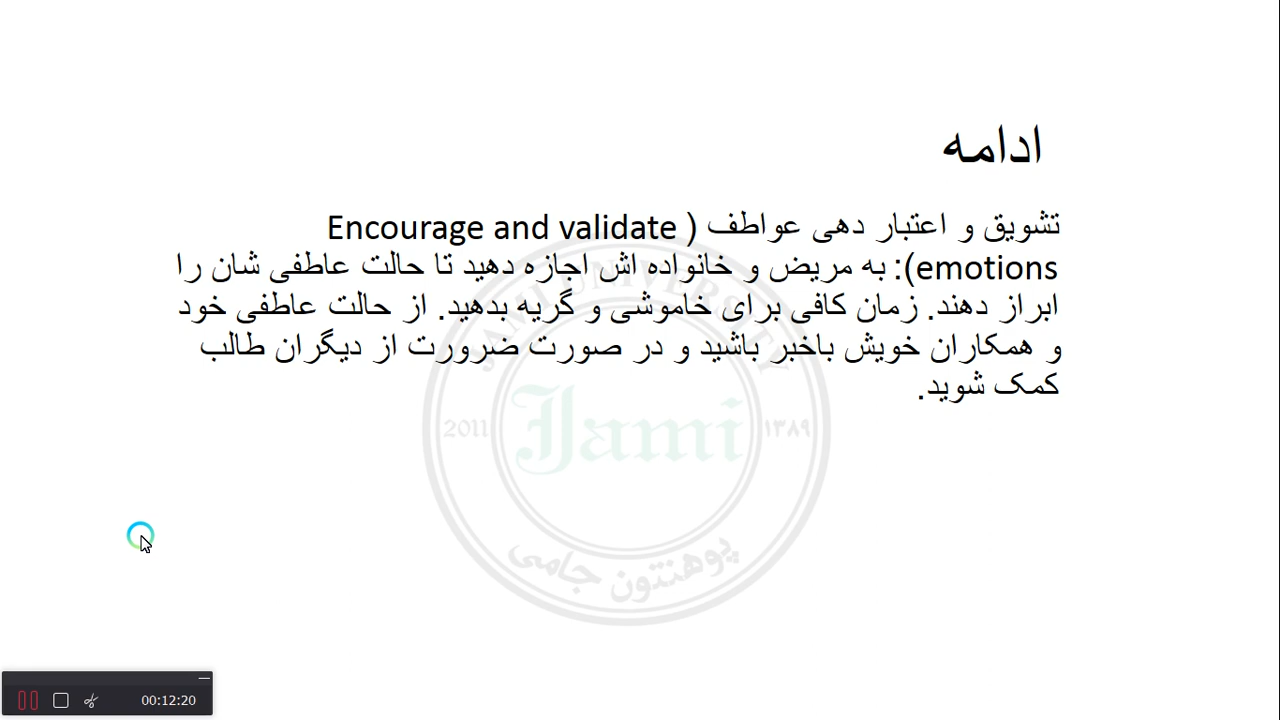 ادامه
تشویق و اعتبار دهی عواطف ( Encourage and validate
emotions): به مریض و خانواده اش اجازه دهید تا حالت عاطفی شان را
ابراز دهند. زمان کافی برای خاموشی و گریه بدهید. از حالت عاطفی خود
و همکاران خویش باخبر باشید و در صورت ضرورت از دیگران طالب
کمک شوید.
JAMI UNIVERSITY
2011 Jami ۱۳۸۹
پوهنتون جامی
00:12:20